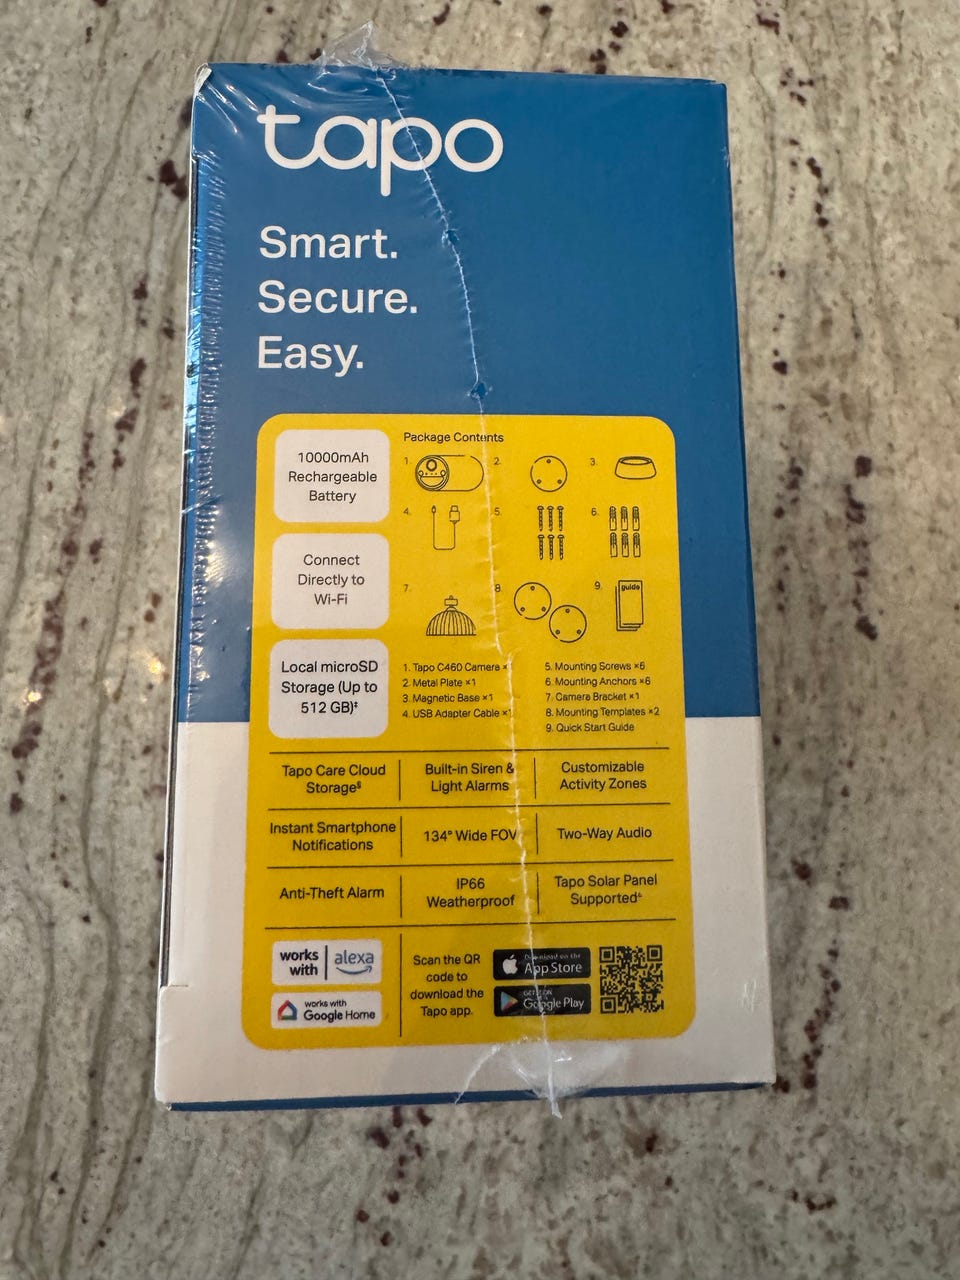 tapo
Smart.
Secure.
Easy.
10000mAh
Rechargeable
Battery
Connect
Directly to
Wi-Fi
Local microSD
Storage (Up to
512 GB)‡
Package Contents
1.
2.
3.
4.
5.
6.
7.
8.
9.
guide
1. Tapo C460 Camera ×1
2. Metal Plate ×1
3. Magnetic Base ×1
4. USB Adapter Cable ×1
5. Mounting Screws ×6
6. Mounting Anchors ×6
7. Camera Bracket ×1
8. Mounting Templates ×2
9. Quick Start Guide
Tapo Care Cloud
Storage§
Built-in Siren &
Light Alarms
Customizable
Activity Zones
Instant Smartphone
Notifications
134° Wide FOV
Two-Way Audio
Anti-Theft Alarm
IP66
Weatherproof
Tapo Solar Panel
Supported
works
with
alexa
works with
Google Home
Scan the QR
code to
download the
Tapo app.
Download on the
App Store
GET IT ON
Google Play